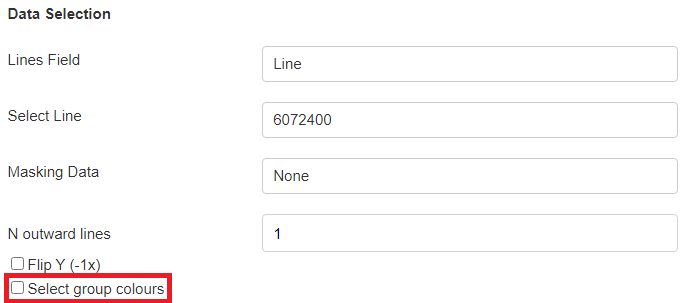 Data Selection
Lines Field Line
Select Line 6072400
Masking Data None
N outward lines 1
Flip Y (-1x)
Select group colours